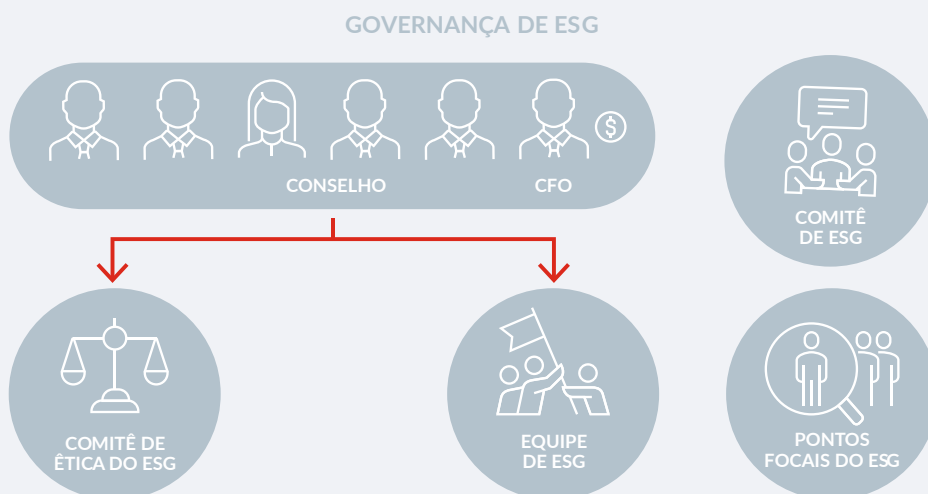 GOVERNANÇA DE ESG
$
CONSELHO
CFO
COMITÊ
DE ESG
COMITÊ DE
ÊTICA DO ESG
EQUIPE
DE ESG
PONTOS
FOCAIS DO ESG